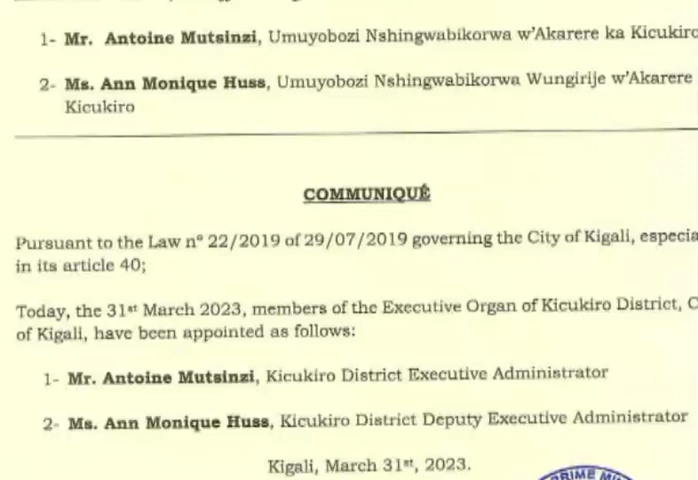 1- Mr. Antoine Mutsinzi, Umuyobozi Nshingwabikorwa w'Akarere ka Kicukiro
2- Ms. Ann Monique Huss, Umuyobozi Nshingwabikorwa Wungirije w'Akarere
Kicukiro
COMMUNIQUÉ
Pursuant to the Law nº 22/2019 of 29/07/2019 governing the City of Kigali, especia
in its article 40;
Today, the 31st March 2023, members of the Executive Organ of Kicukiro District, C
of Kigali, have been appointed as follows:
1- Mr. Antoine Mutsinzi, Kicukiro District Executive Administrator
2- Ms. Ann Monique Huss, Kicukiro District Deputy Executive Administrator
Kigali, March 31st, 2023.
PRIME MI